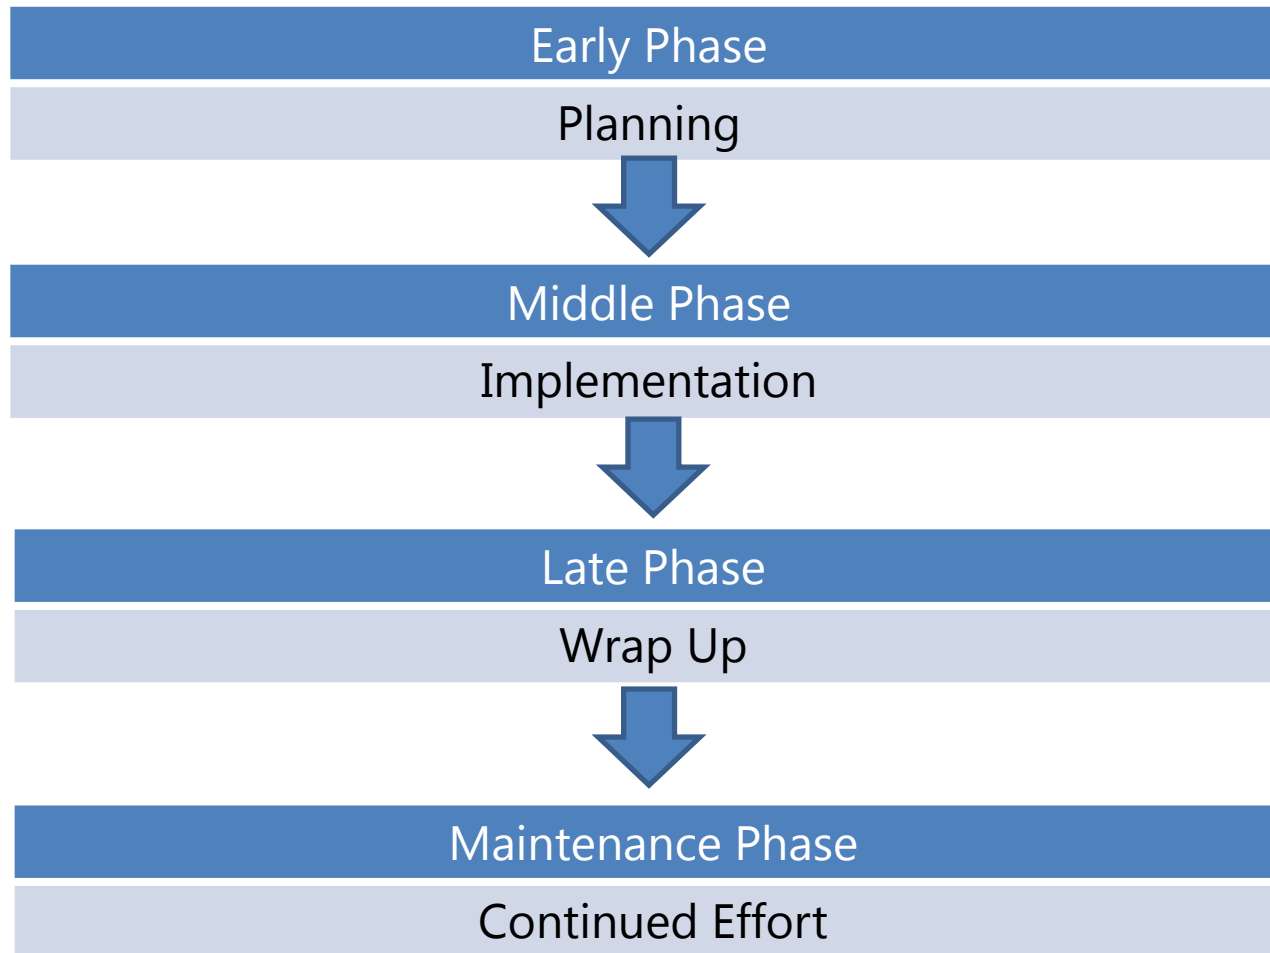 Early Phase
Planning
Middle Phase
Implementation
Late Phase
Wrap Up
Maintenance Phase
Continued Effort